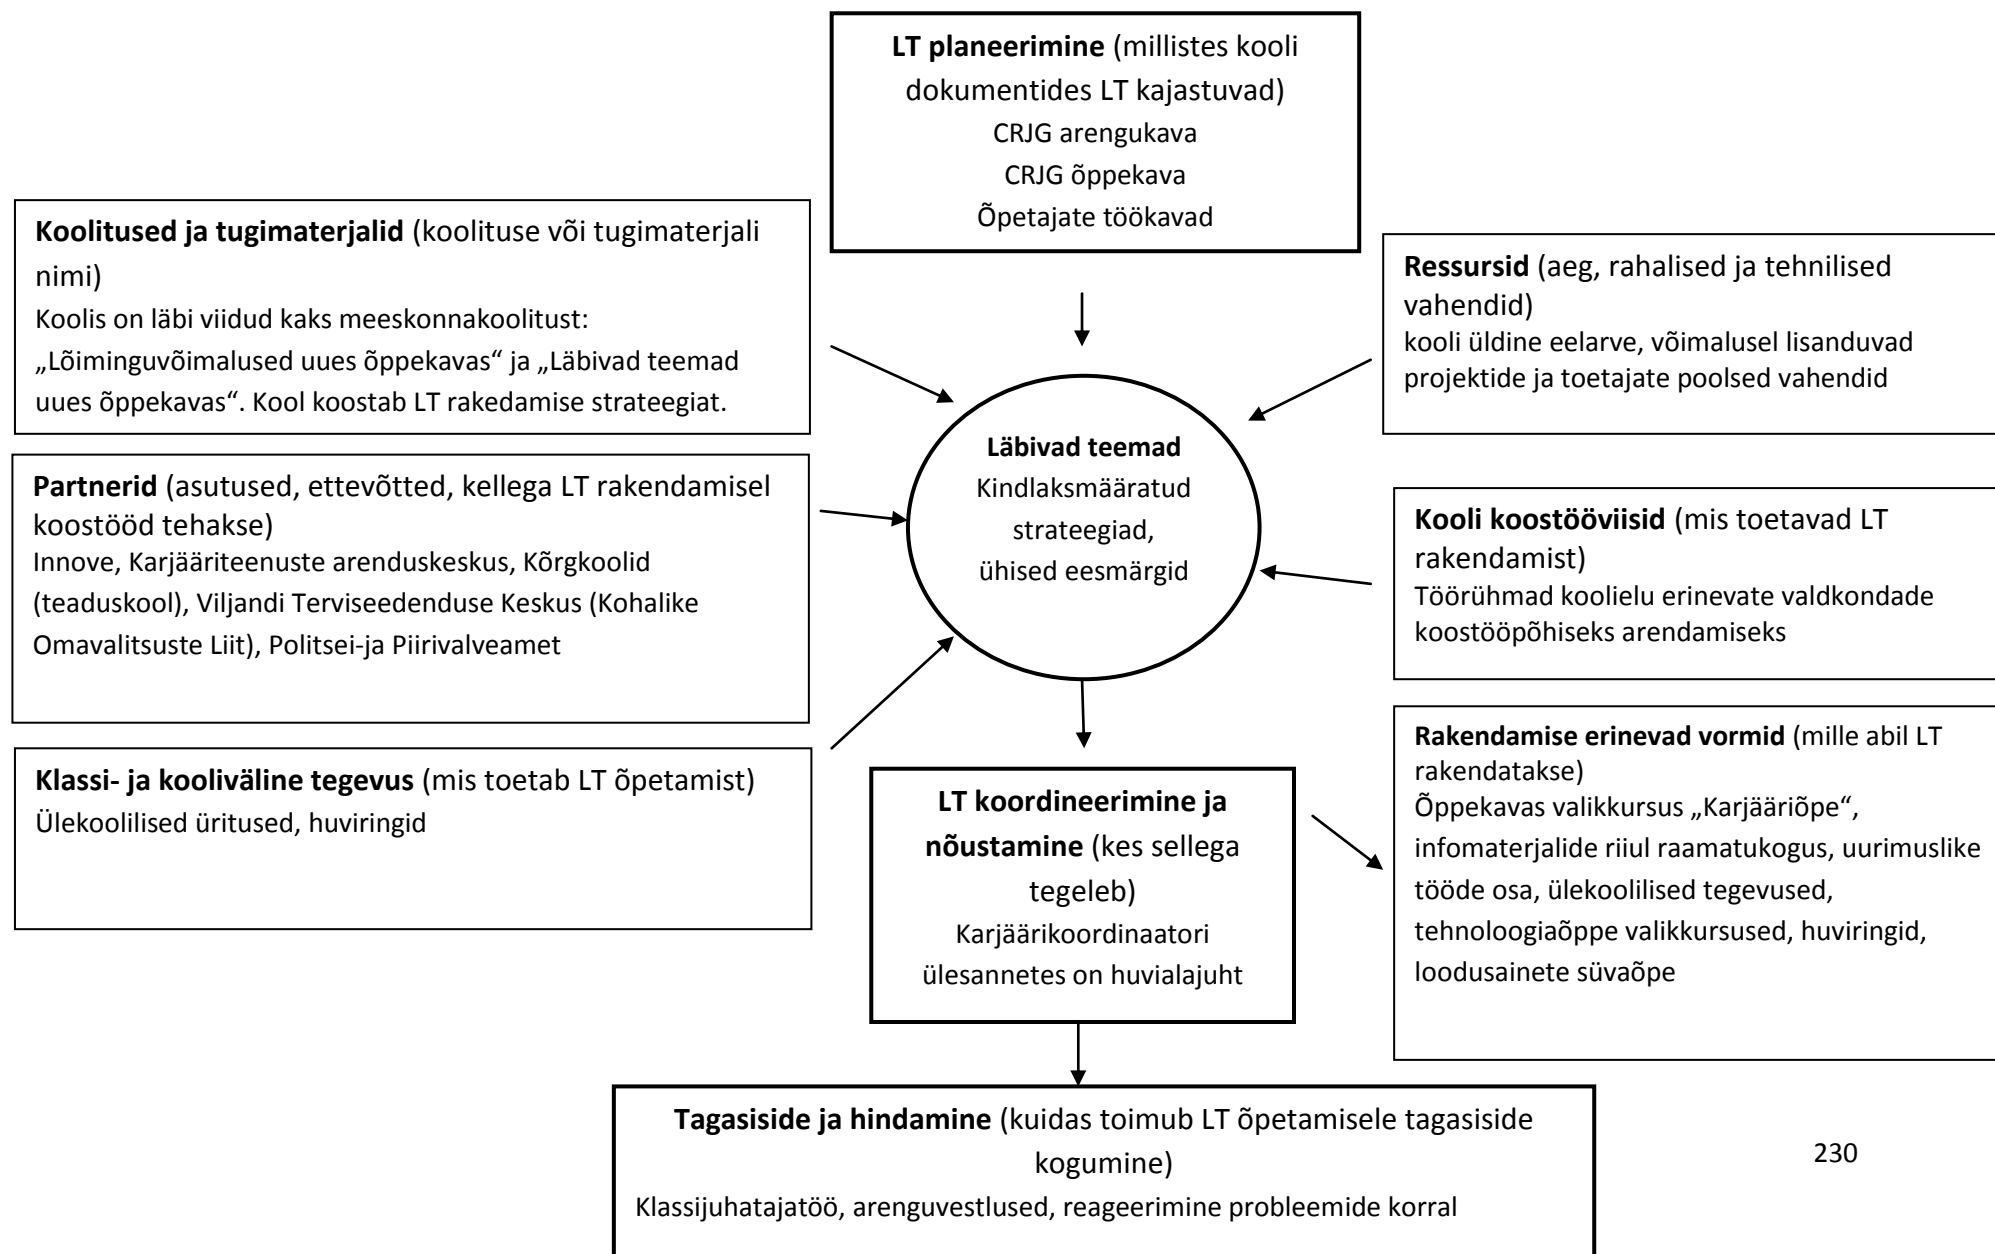 LT planeerimine (millistes kooli
dokumentides LT kajastuvad)
CRJG arengukava
CRJG õppekava
Õpetajate töökavad
Koolitused ja tugimaterjalid (koolituse või tugimaterjali
nimi)
Koolis on läbi viidud kaks meeskonnakoolitust:
„Lõiminguvõimalused uues õppekavas“ ja „Läbivad teemad
uues õppekavas“. Kool koostab LT rakedamise strateegiat.
Ressursid (aeg, rahalised ja tehnilised
vahendid)
kooli üldine eelarve, võimalusel lisanduvad
projektide ja toetajate poolsed vahendid
Läbivad teemad
Kindlaksmääratud
strateegiad,
ühised eesmärgid
Partnerid (asutused, ettevõtted, kellega LT rakendamisel
koostööd tehakse)
Innove, Karjääriteenuste arenduskeskus, Kõrgkoolid
(teaduskool), Viljandi Terviseedenduse Keskus (Kohalike
Omavalitsuste Liit), Politsei-ja Piirivalveamet
Kooli koostööviisid (mis toetavad LT
rakendamist)
Töörühmad koolielu erinevate valdkondade
koostööpõhiseks arendamiseks
Klassi- ja kooliväline tegevus (mis toetab LT õpetamist)
Ülekoolilised üritused, huviringid
LT koordineerimine ja
nõustamine (kes sellega
tegeleb)
Karjäärikoordinaatori
ülesannetes on huvialajuht
Rakendamise erinevad vormid (mille abil LT
rakendatakse)
Õppekavas valikkursus „Karjääriõpe“,
infomaterjalide riiul raamatukogus, uurimuslike
tööde osa, ülekoolilised tegevused,
tehnoloogiaõppe valikkursused, huviringid,
loodusainete süvaõpe
Tagasiside ja hindamine (kuidas toimub LT õpetamisele tagasiside
kogumine)
Klassijuhatajatöö, arenguvestlused, reageerimine probleemide korral
230